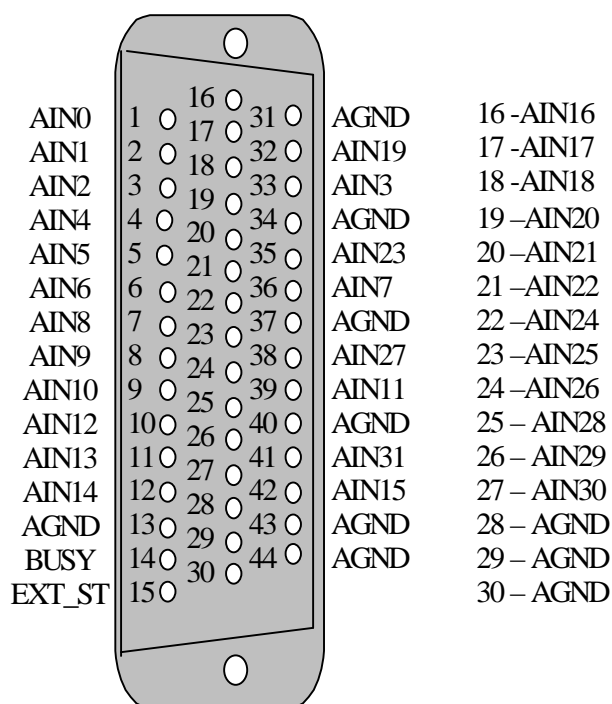 AIN0 1 16 31 AGND 16 -AIN16
AIN1 2 17 32 AIN19 17 -AIN17
AIN2 3 18 33 AIN3 18 -AIN18
AIN4 4 19 34 AGND 19 –AIN20
AIN5 5 20 35 AIN23 20 –AIN21
AIN6 6 21 36 AIN7 21 –AIN22
AIN8 7 22 37 AGND 22 –AIN24
AIN9 8 23 38 AIN27 23 –AIN25
AIN10 9 24 39 AIN11 24 –AIN26
AIN12 10 25 40 AGND 25 – AIN28
AIN13 11 26 41 AIN31 26 – AIN29
AIN14 12 27 42 AIN15 27 – AIN30
AGND 13 28 43 AGND 28 – AGND
BUSY 14 29 44 AGND 29 – AGND
EXT_ST 15 30 30 – AGND